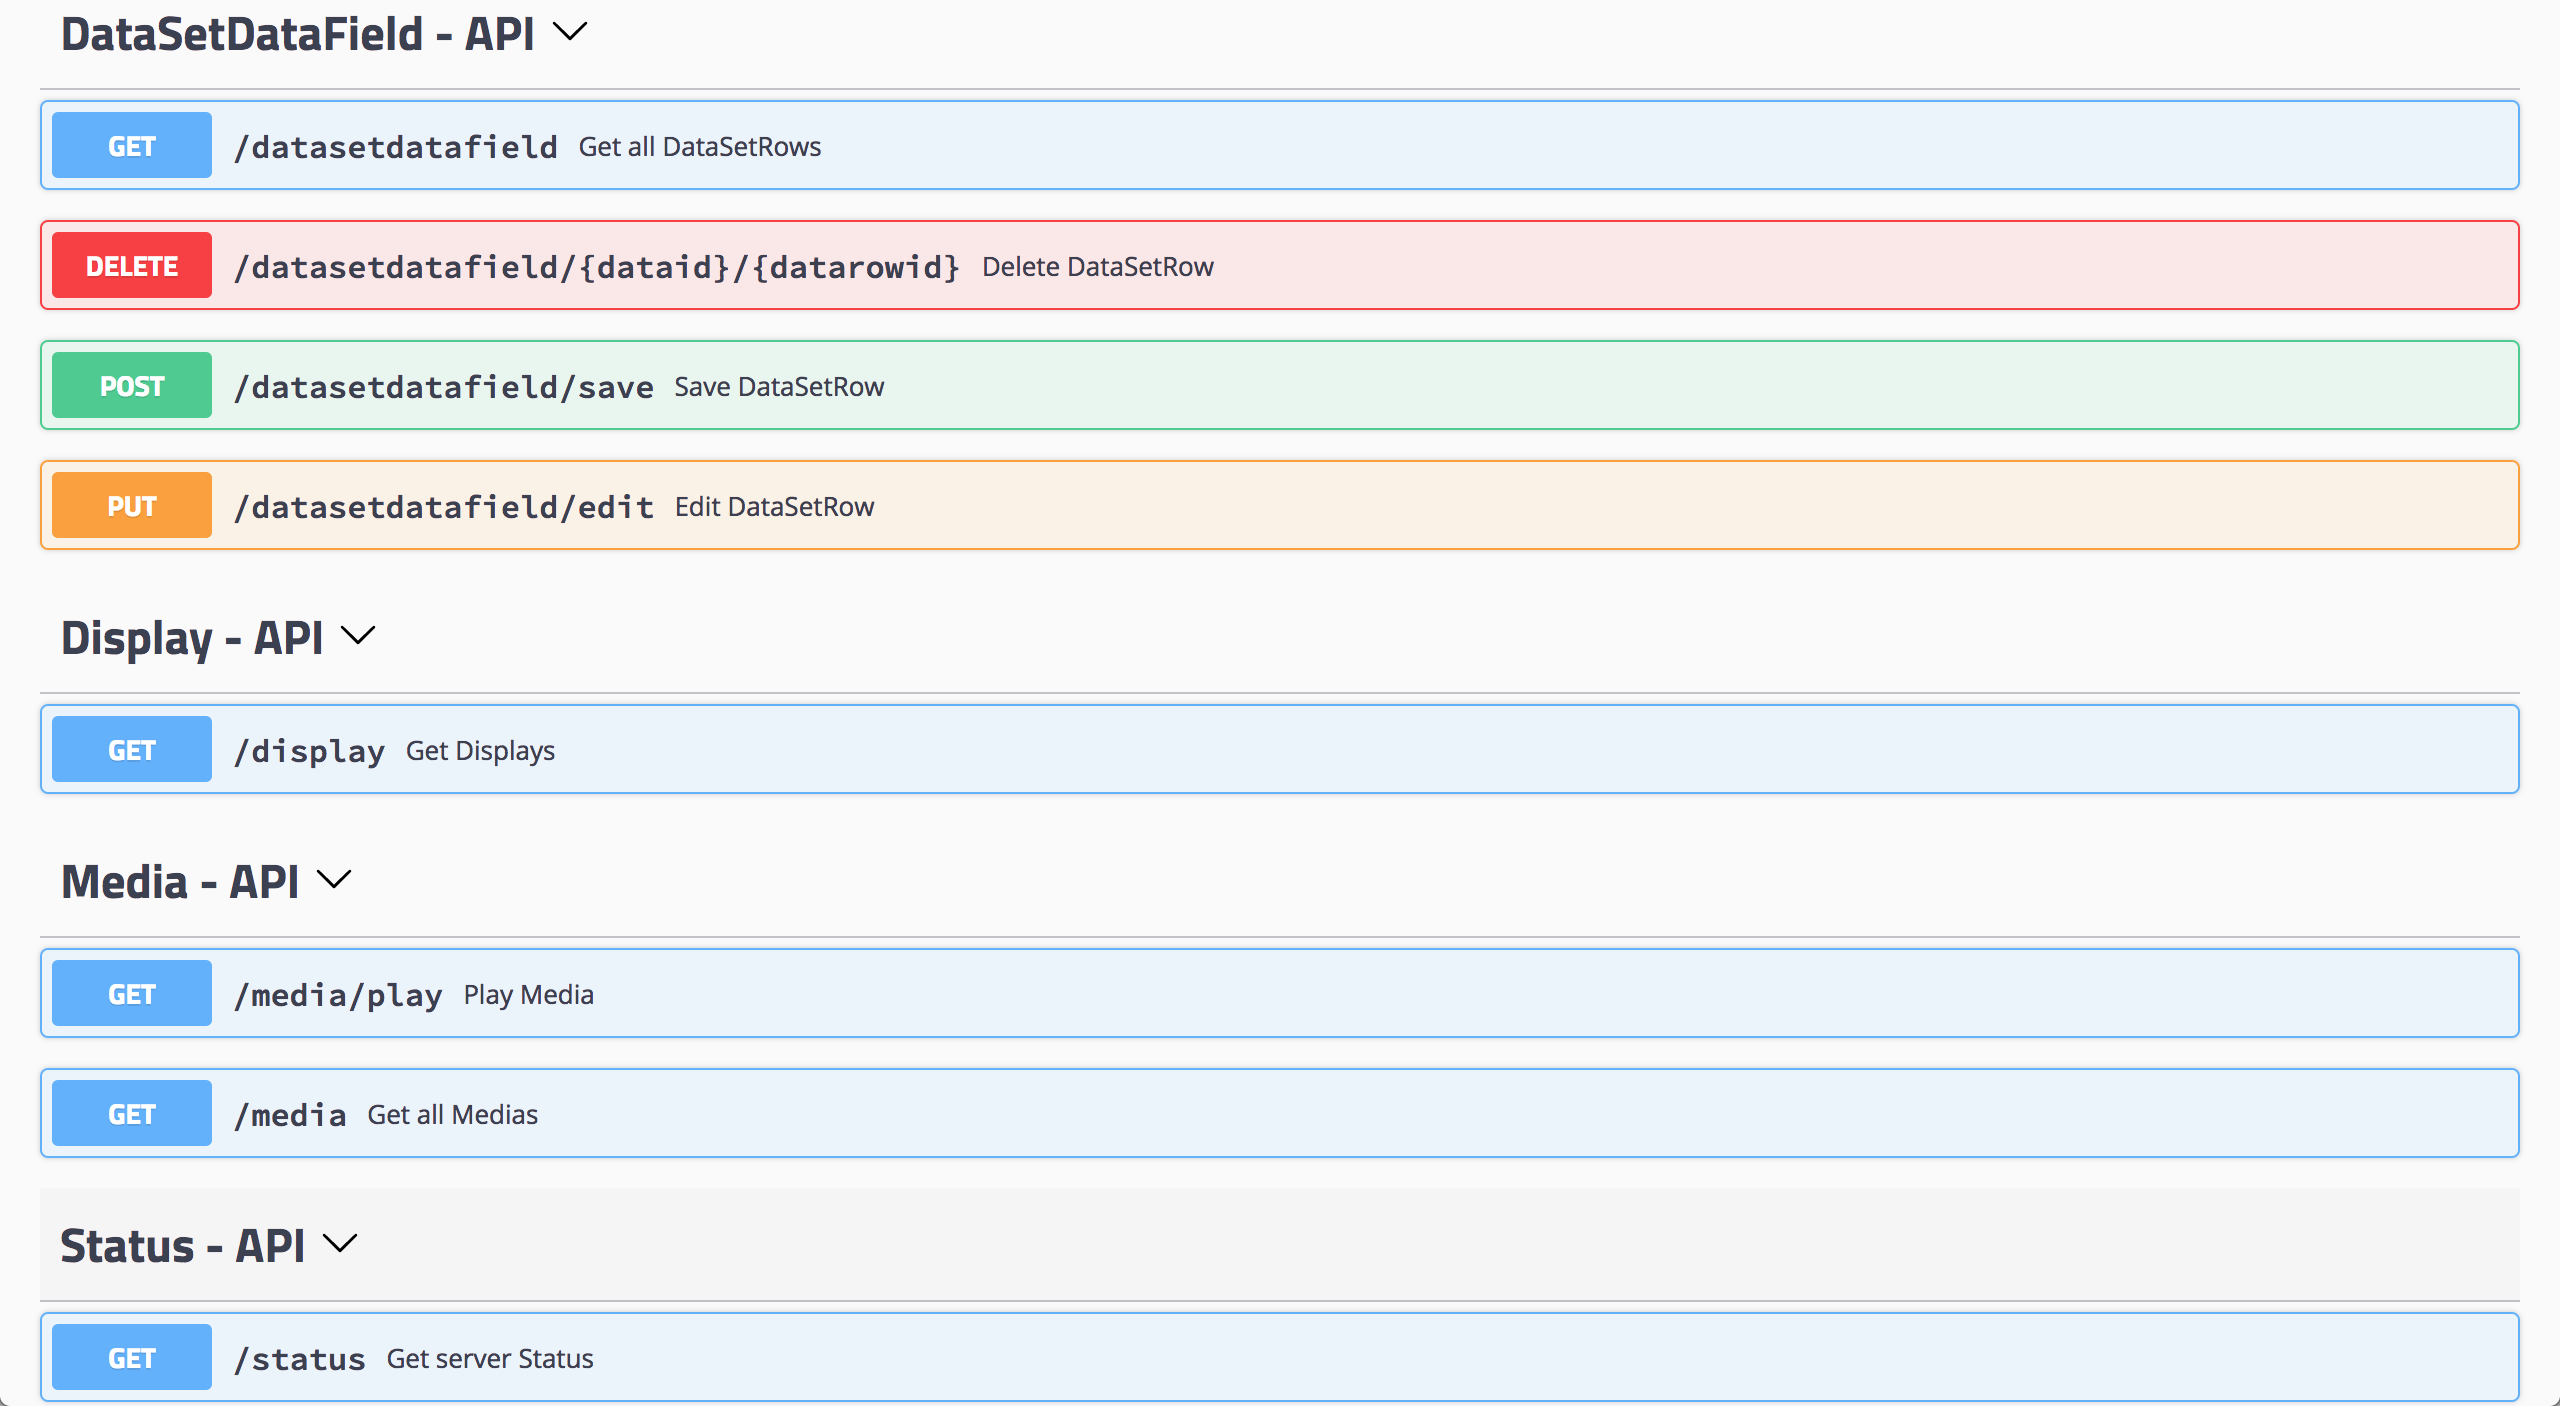 DataSetDataField - API
GET /datasetdatafield Get all DataSetRows
DELETE /datasetdatafield/{dataid}/{datarowid} Delete DataSetRow
POST /datasetdatafield/save Save DataSetRow
PUT /datasetdatafield/edit Edit DataSetRow
Display - API
GET /display Get Displays
Media - API
GET /media/play Play Media
GET /media Get all Medias
Status - API
GET /status Get server Status